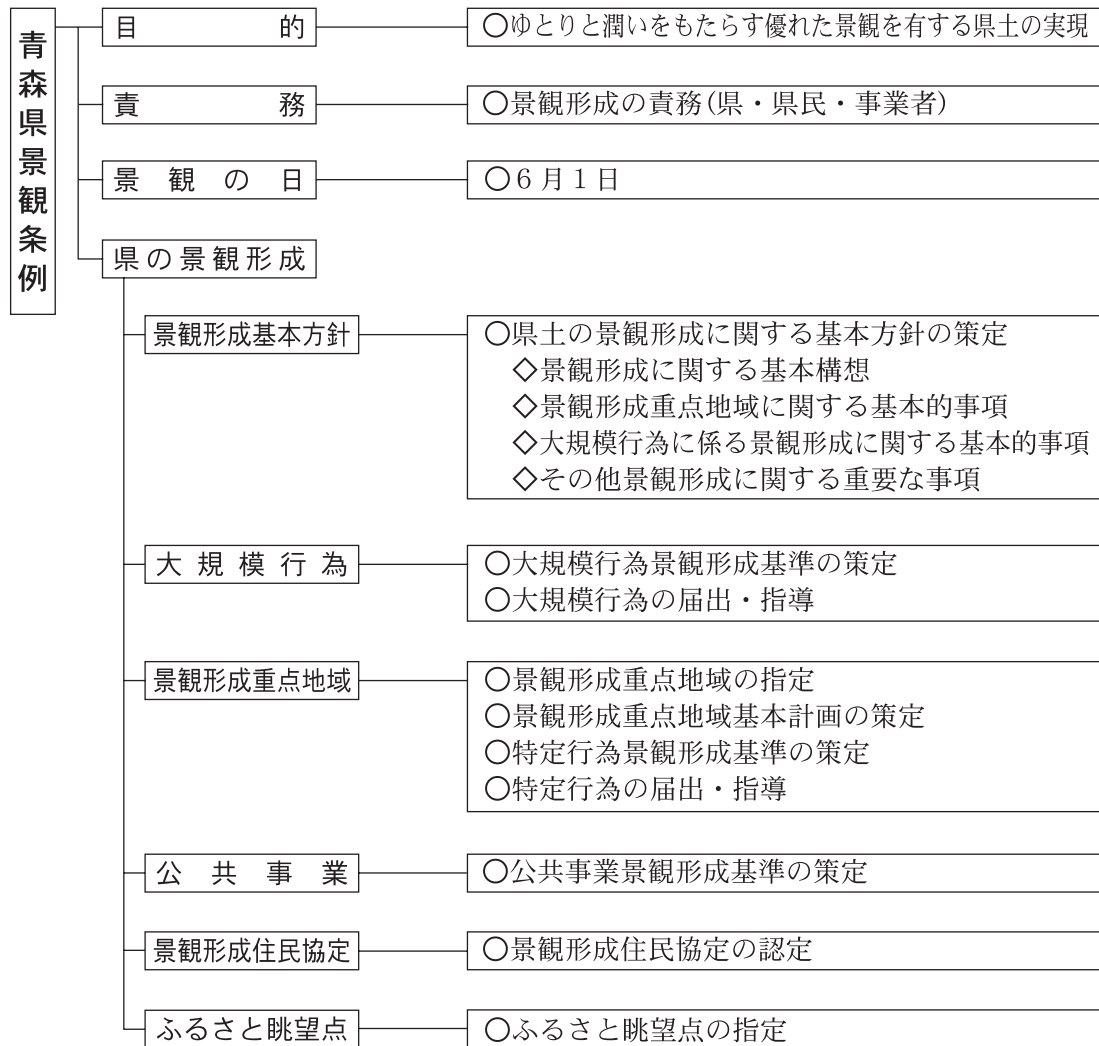 青森県景観条例
目的
○ゆとりと潤いをもたらす優れた景観を有する県土の実現
責務
○景観形成の責務(県・県民・事業者)
景観の日
○6月1日
県の景観形成
景観形成基本方針
○県土の景観形成に関する基本方針の策定
◇景観形成に関する基本構想
◇景観形成重点地域に関する基本的事項
◇大規模行為に係る景観形成に関する基本的事項
◇その他景観形成に関する重要な事項
大規模行為
○大規模行為景観形成基準の策定
○大規模行為の届出・指導
景観形成重点地域
○景観形成重点地域の指定
○景観形成重点地域基本計画の策定
○特定行為景観形成基準の策定
○特定行為の届出・指導
公共事業
○公共事業景観形成基準の策定
景観形成住民協定
○景観形成住民協定の認定
ふるさと眺望点
○ふるさと眺望点の指定